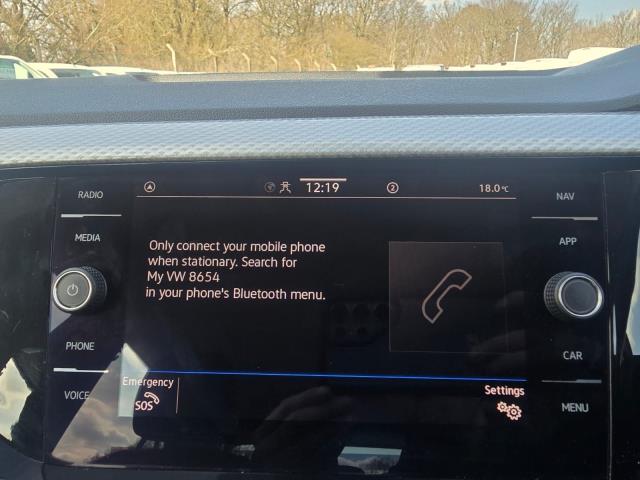 RADIO
MEDIA
PHONE
VOICE
12:19
2
18.0°C
Only connect your mobile phone
when stationary. Search for
My VW 8654
in your phone's Bluetooth menu.
Emergency
SOS
Settings
NAV
APP
CAR
MENU